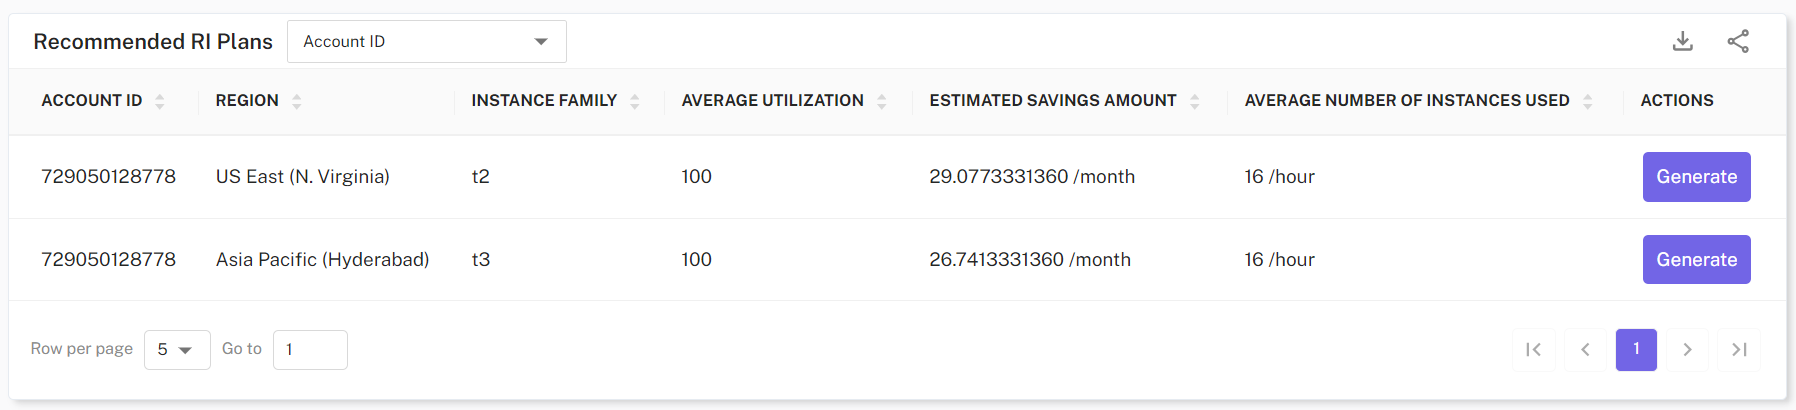 Recommended RI Plans Account ID
ACCOUNT ID REGION INSTANCE FAMILY AVERAGE UTILIZATION ESTIMATED SAVINGS AMOUNT AVERAGE NUMBER OF INSTANCES USED ACTIONS
729050128778 US East (N. Virginia) t2 100 29.0773331360 /month 16 /hour Generate
729050128778 Asia Pacific (Hyderabad) t3 100 26.7413331360 /month 16 /hour Generate
Row per page 5 Go to 1 1